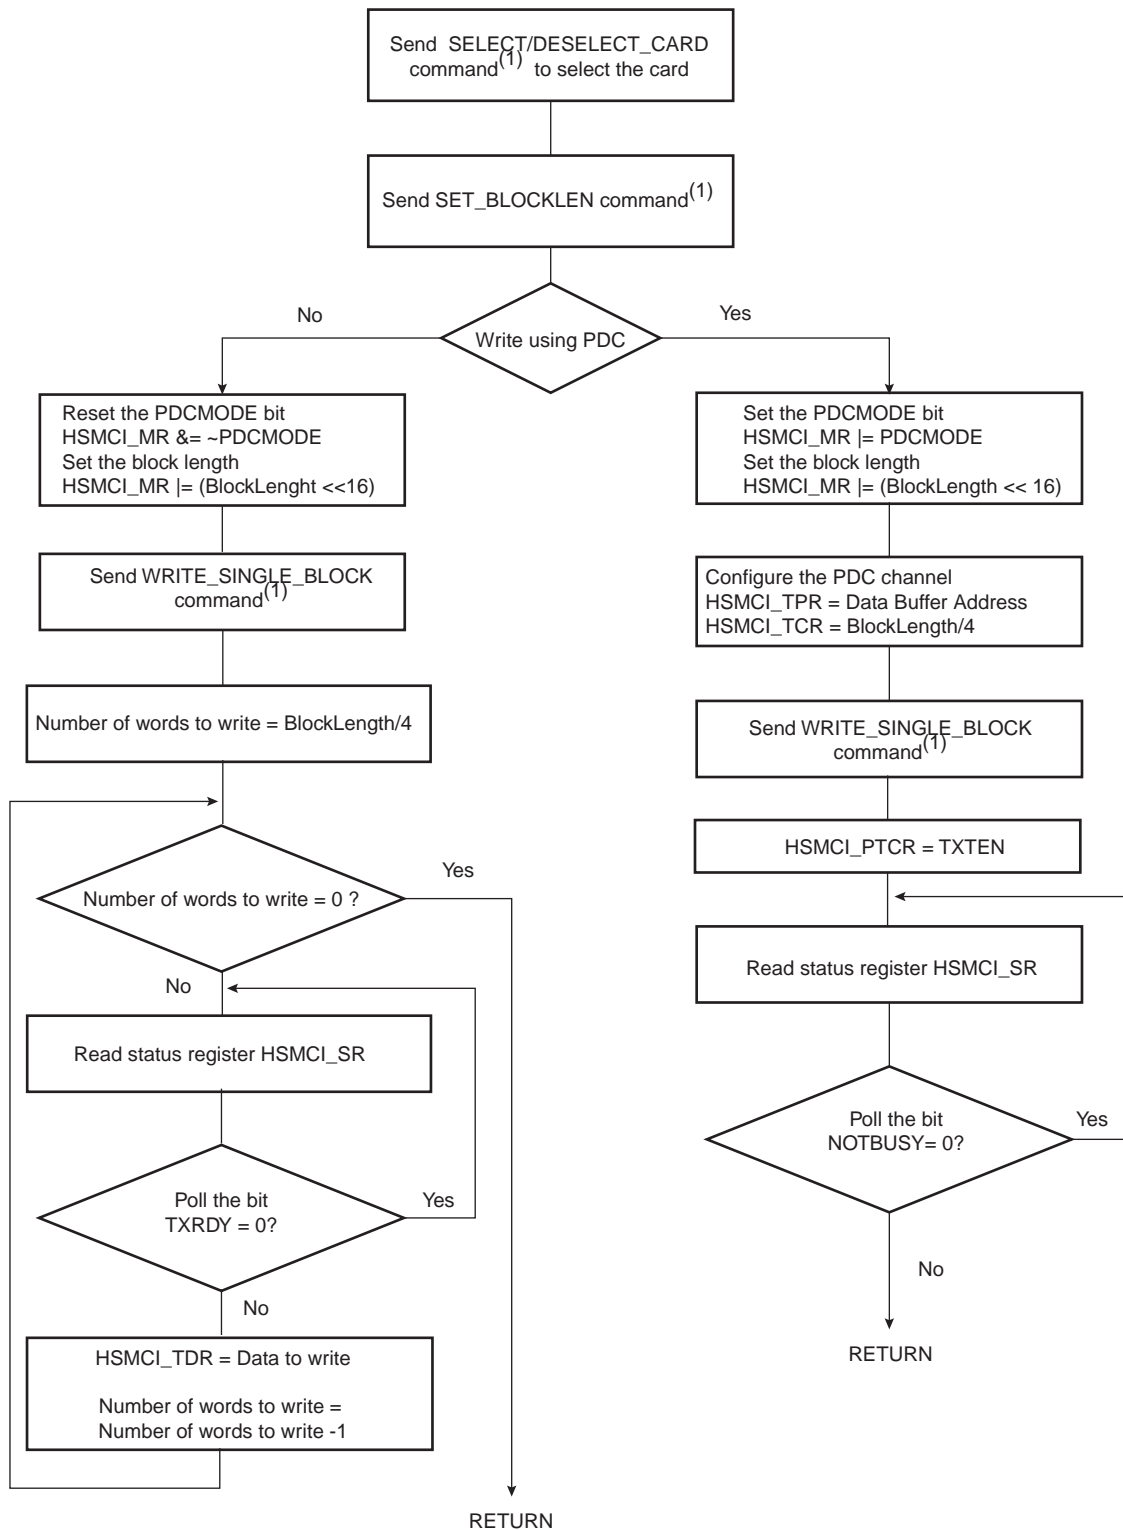 Send SELECT/DESELECT_CARD
command(1) to select the card
Send SET_BLOCKLEN command(1)
No
Yes
Write using PDC
Reset the PDCMODE bit
HSMCI_MR &= ~PDCMODE
Set the block length
HSMCI_MR |= (BlockLenght <<16)
Send WRITE_SINGLE_BLOCK
command(1)
Number of words to write = BlockLength/4
Number of words to write = 0 ?
Yes
No
Read status register HSMCI_SR
Poll the bit
TXRDY = 0?
Yes
No
HSMCI_TDR = Data to write
Number of words to write =
Number of words to write -1
RETURN
Set the PDCMODE bit
HSMCI_MR |= PDCMODE
Set the block length
HSMCI_MR |= (BlockLength << 16)
Configure the PDC channel
HSMCI_TPR = Data Buffer Address
HSMCI_TCR = BlockLength/4
Send WRITE_SINGLE_BLOCK
command(1)
HSMCI_PTCR = TXTEN
Read status register HSMCI_SR
Poll the bit
NOTBUSY= 0?
Yes
No
RETURN